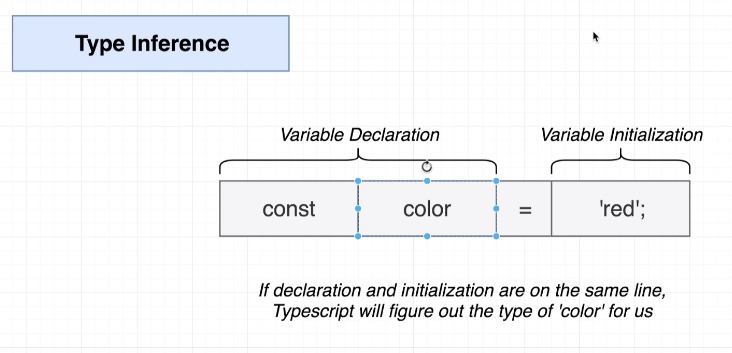 Type Inference
Variable Declaration
Variable Initialization
const color = 'red';
If declaration and initialization are on the same line,
Typescript will figure out the type of 'color' for us